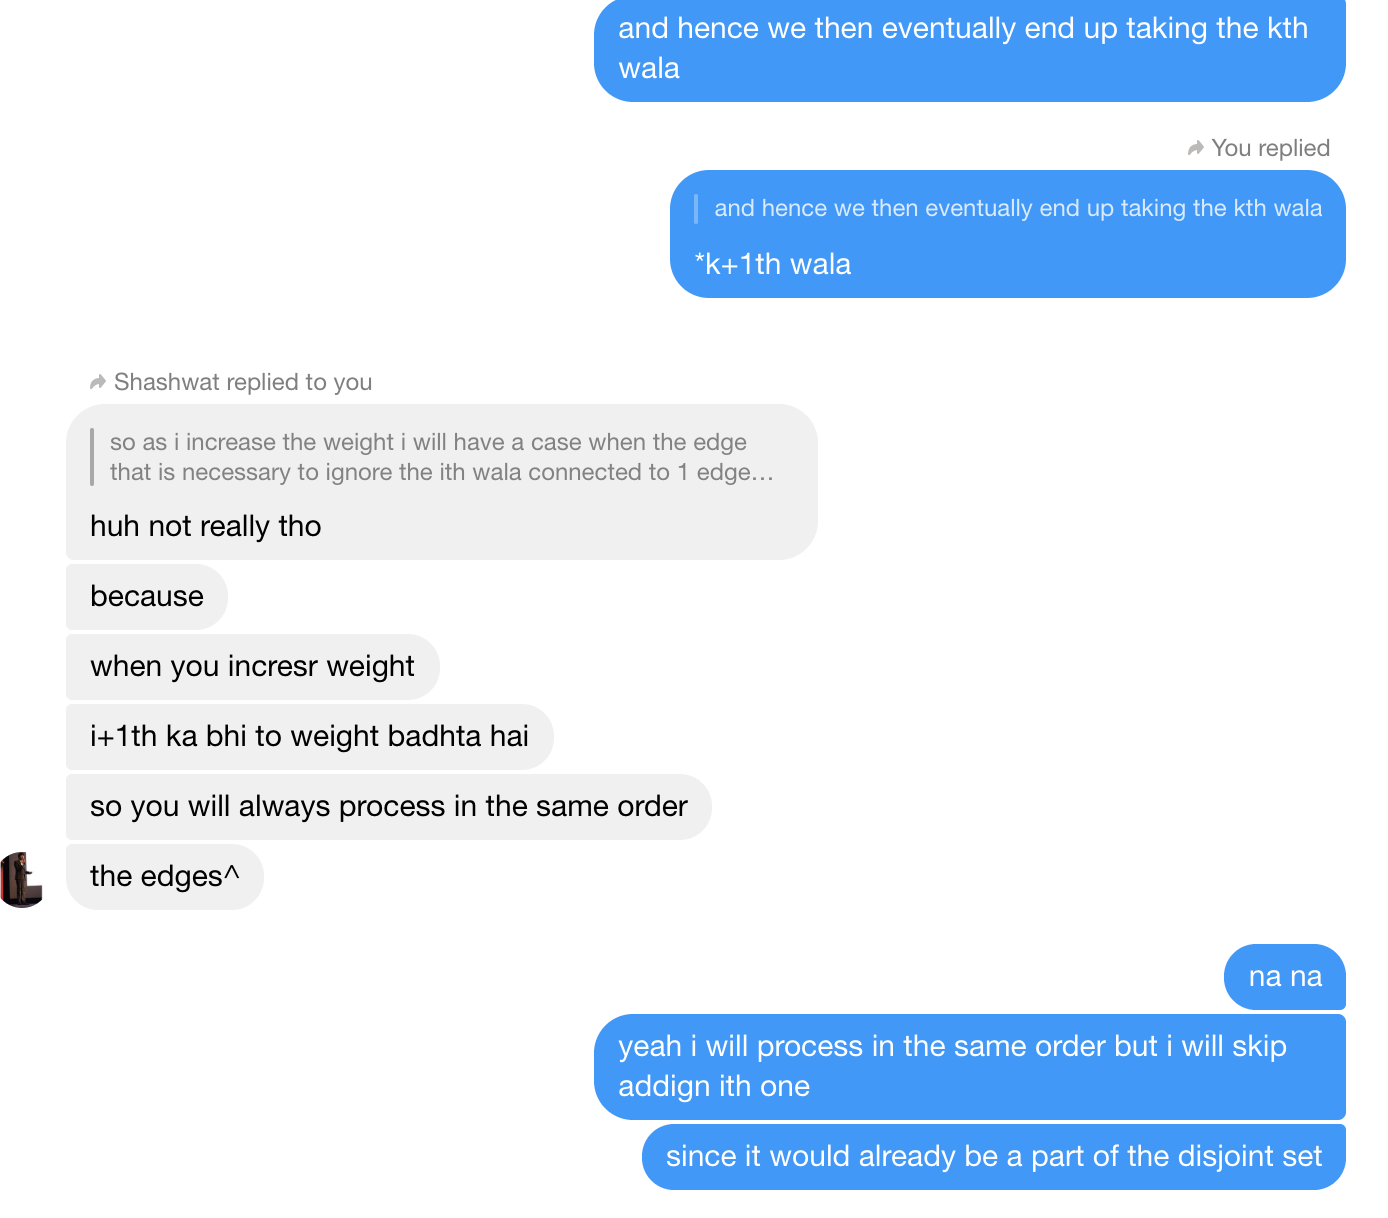 and hence we then eventually end up taking the kth
wala
You replied
and hence we then eventually end up taking the kth wala
*k+1th wala
Shashwat replied to you
so as i increase the weight i will have a case when the edge
that is necessary to ignore the ith wala connected to 1 edge...
huh not really tho
because
when you incresr weight
i+1th ka bhi to weight badhta hai
so you will always process in the same order
the edges^
na na
yeah i will process in the same order but i will skip
addign ith one
since it would already be a part of the disjoint set